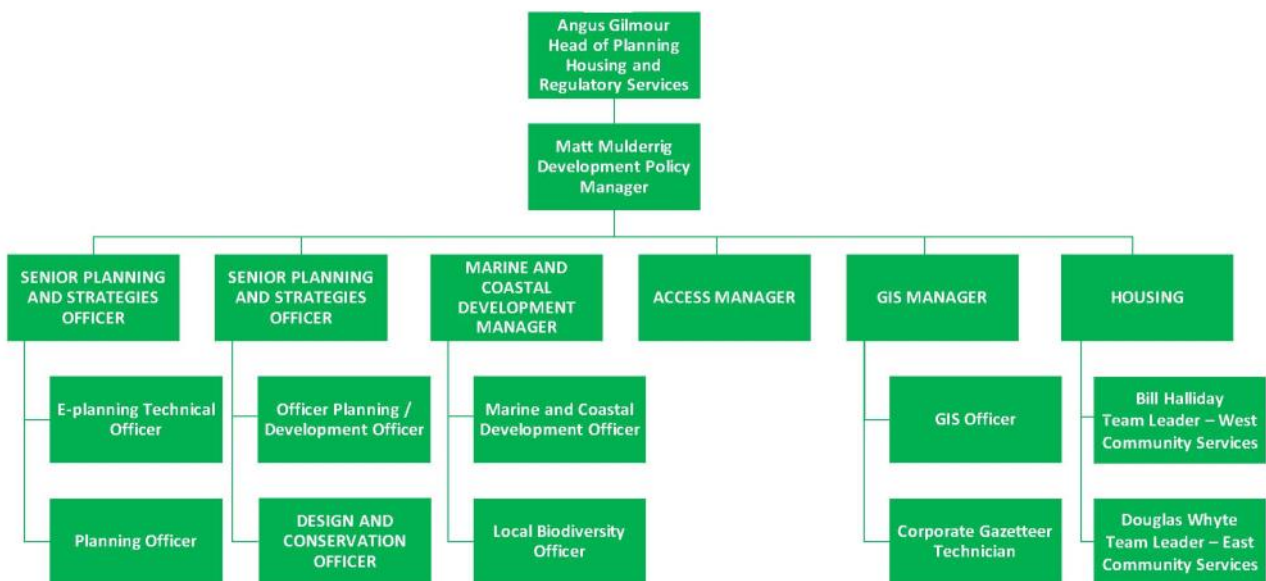 Angus Gilmour
Head of Planning
Housing and
Regulatory Services
Matt Mulderrig
Development Policy
Manager
SENIOR PLANNING
AND STRATEGIES
OFFICER
SENIOR PLANNING
AND STRATEGIES
OFFICER
MARINE AND
COASTAL
DEVELOPMENT
MANAGER
ACCESS MANAGER
GIS MANAGER
HOUSING
E-planning Technical
Officer
Officer Planning /
Development Officer
Marine and Coastal
Development Officer
GIS Officer
Bill Halliday
Team Leader – West
Community Services
Planning Officer
DESIGN AND
CONSERVATION
OFFICER
Local Biodiversity
Officer
Corporate Gazetteer
Technician
Douglas Whyte
Team Leader – East
Community Services